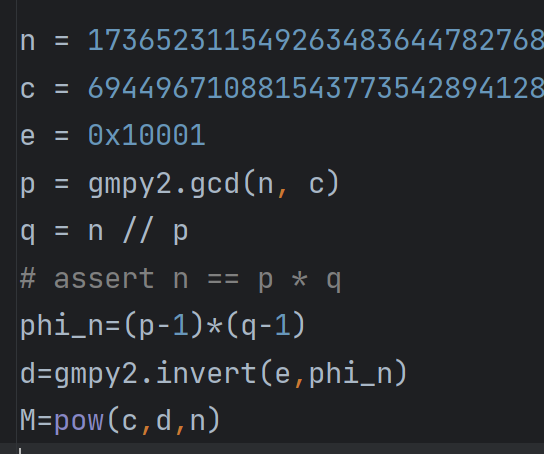 n = 173652311549263483644782768
c = 694496710881543773542894128
e = 0x10001
p = gmpy2.gcd(n, c)
q = n // p
# assert n == p * q
phi_n=(p-1)*(q-1)
d=gmpy2.invert(e,phi_n)
M=pow(c,d,n)